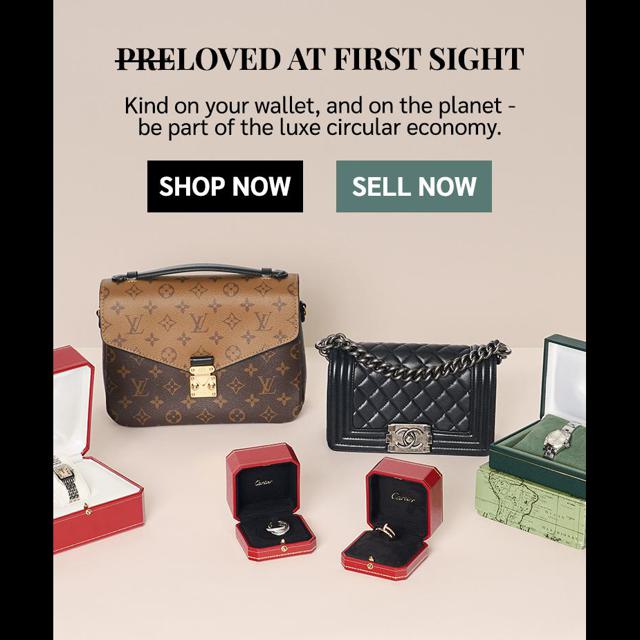 PRELOVED AT FIRST SIGHT
Kind on your wallet, and on the planet -
be part of the luxe circular economy.
SHOP NOW
SELL NOW
Cartier
Cartier